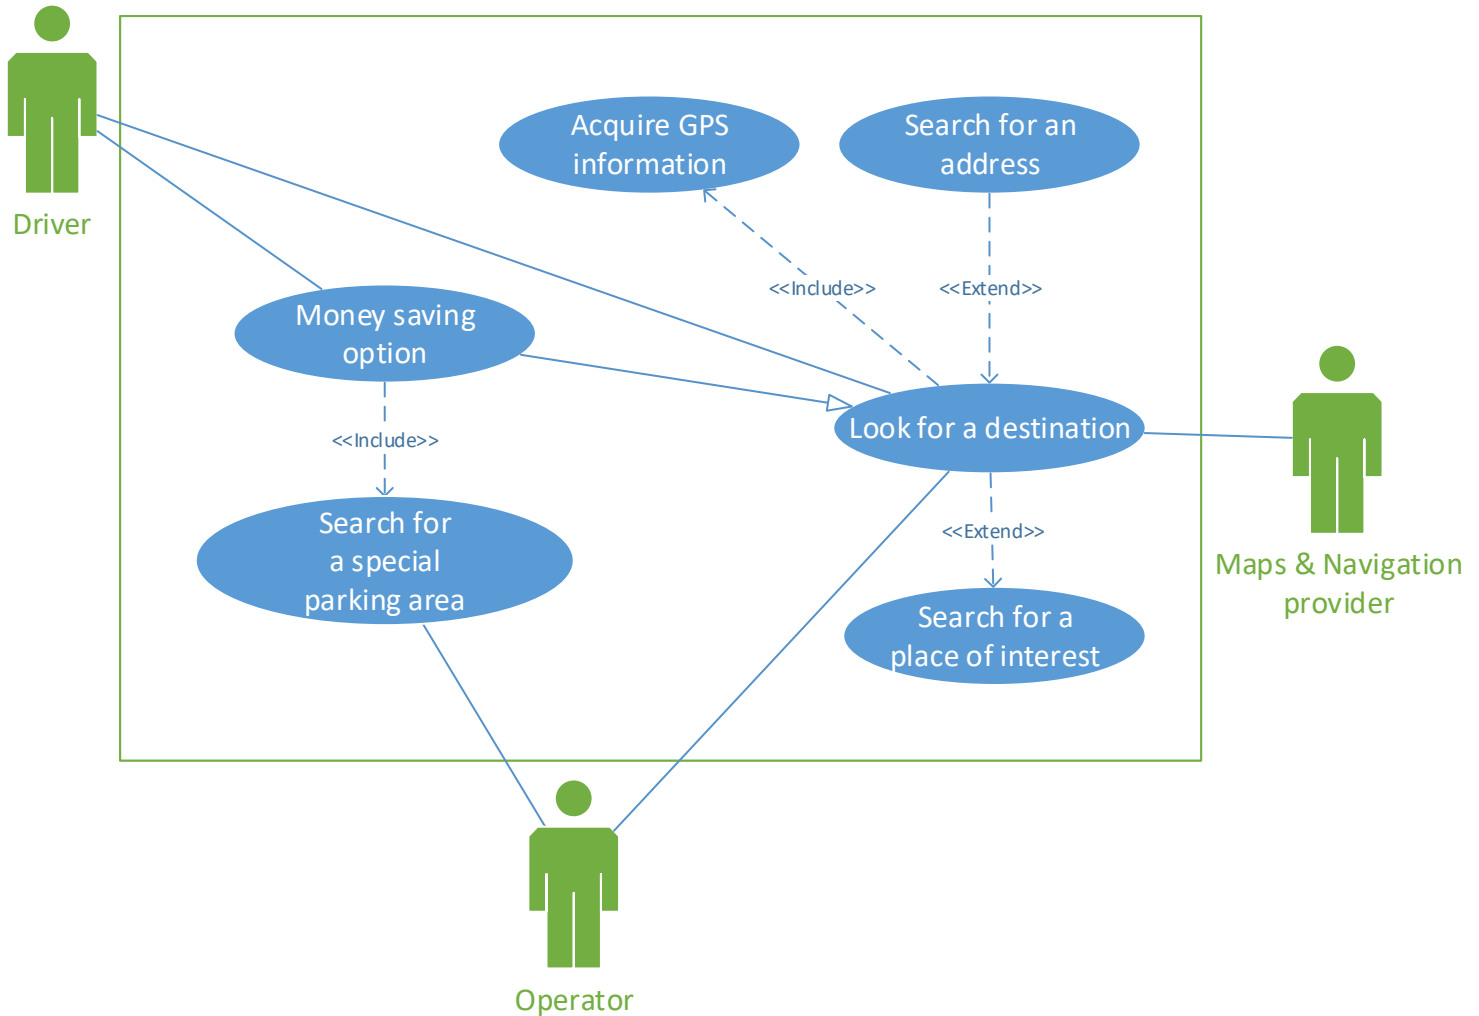 Acquire GPS
information
Search for an
address
Driver
<<Include>>
<<Extend>>
Money saving
option
Look for a destination
<<Include>>
Search for
a special
parking area
<<Extend>>
Maps & Navigation
provider
Search for a
place of interest
Operator